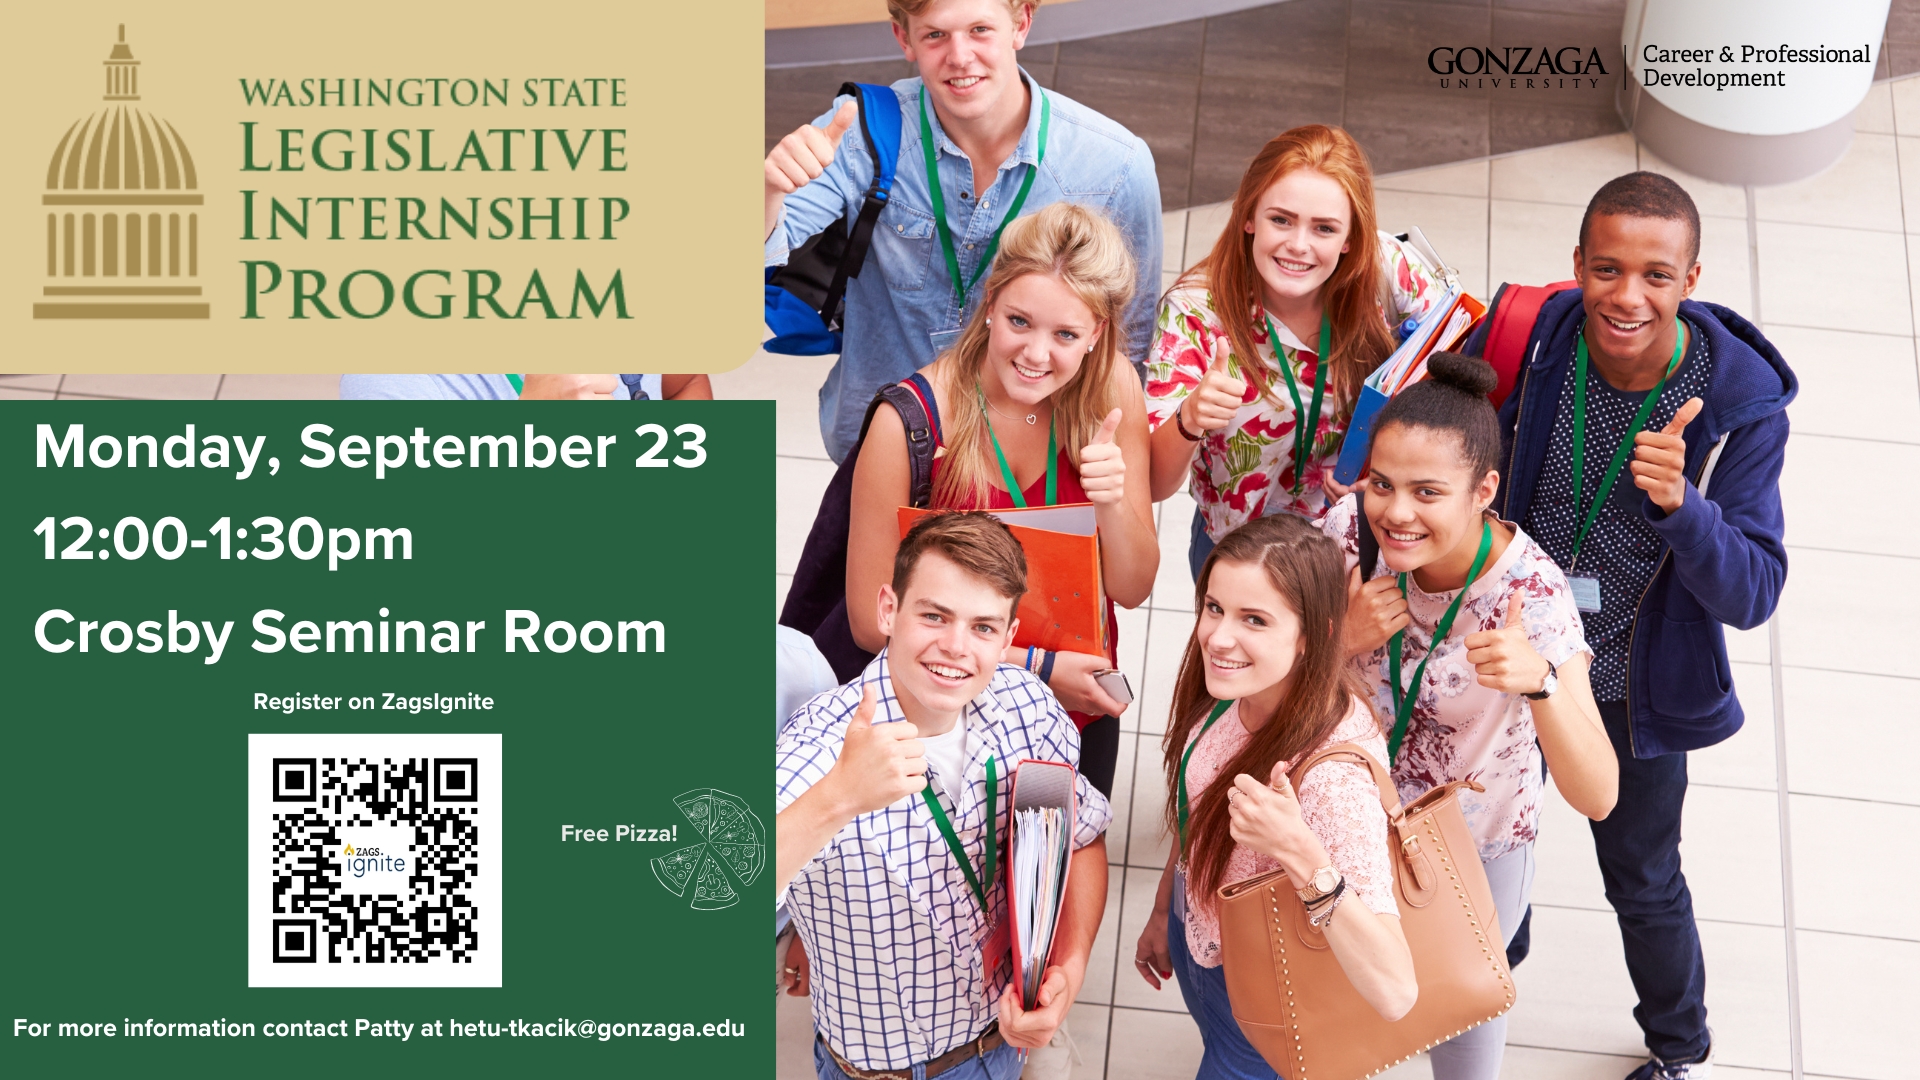 WASHINGTON STATE
LEGISLATIVE
INTERNSHIP
PROGRAM
GONZAGA
UNIVERSITY
Career & Professional
Development
Monday, September 23
12:00-1:30pm
Crosby Seminar Room
Register on ZagsIgnite
ZAGS
ignite
Free Pizza!
For more information contact Patty at hetu-tkacik@gonzaga.edu